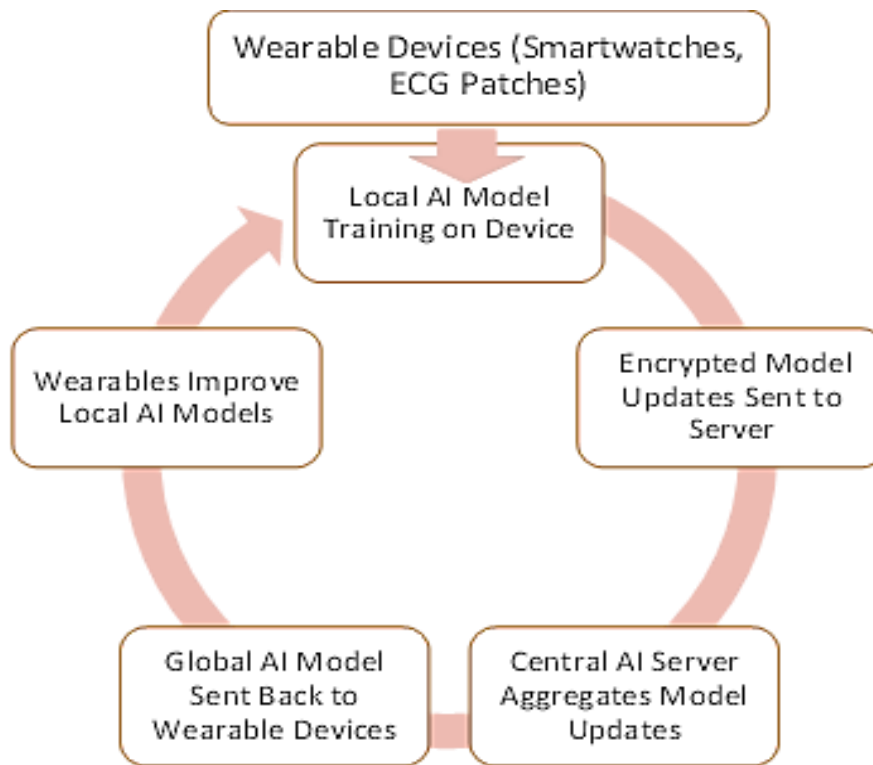 Wearable Devices (Smartwatches,
ECG Patches)
Local AI Model
Training on Device
Encrypted Model
Updates Sent to
Server
Central AI Server
Aggregates Model
Updates
Global AI Model
Sent Back to
Wearable Devices
Wearables Improve
Local AI Models